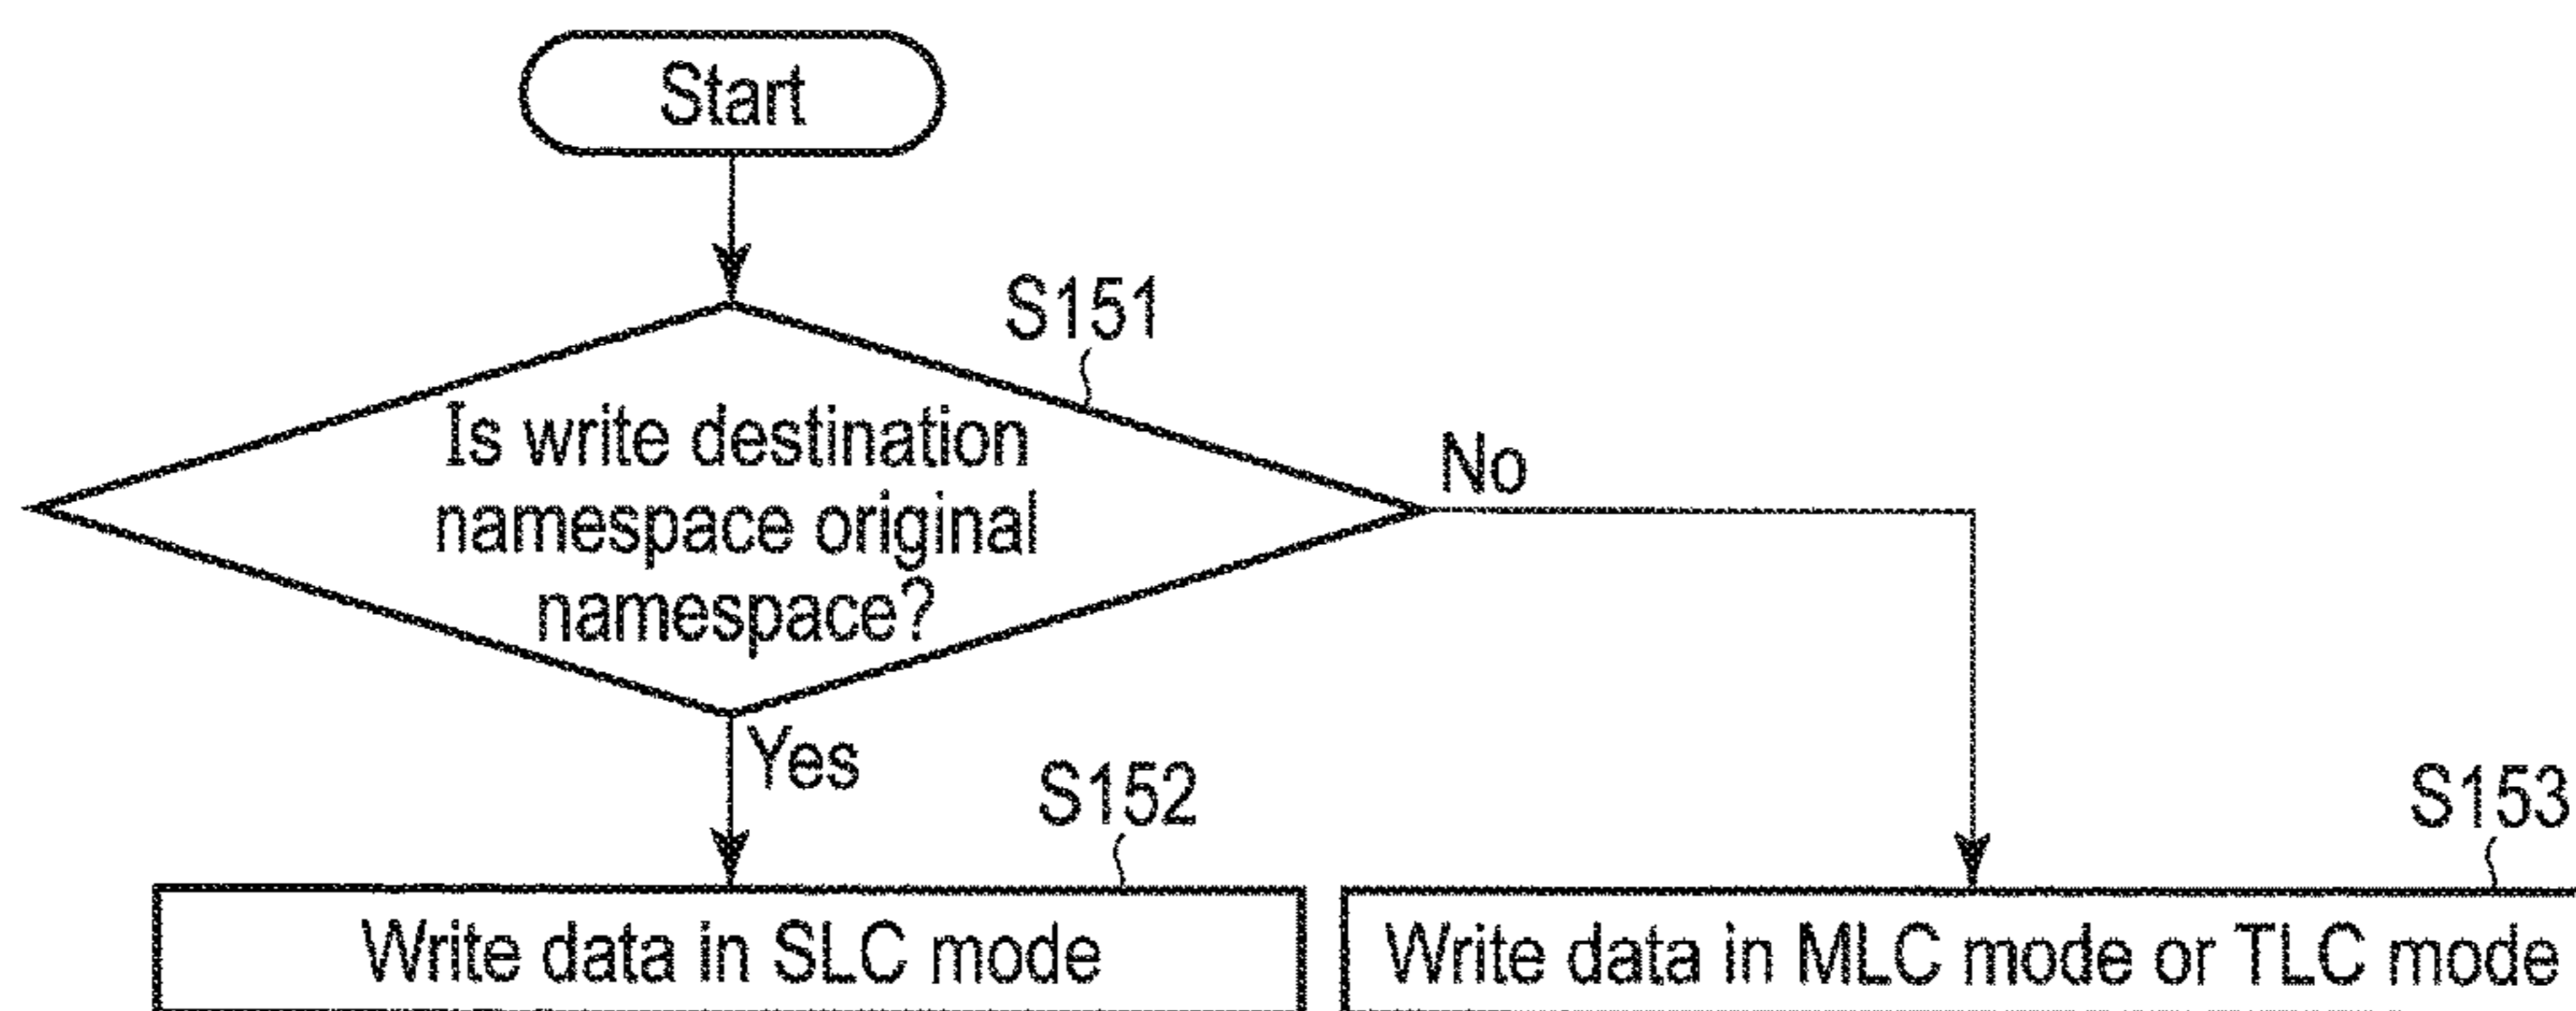 Start
S151
Is write destination
namespace original
namespace?
No
Yes
S152
S153
Write data in SLC mode
Write data in MLC mode or TLC mode